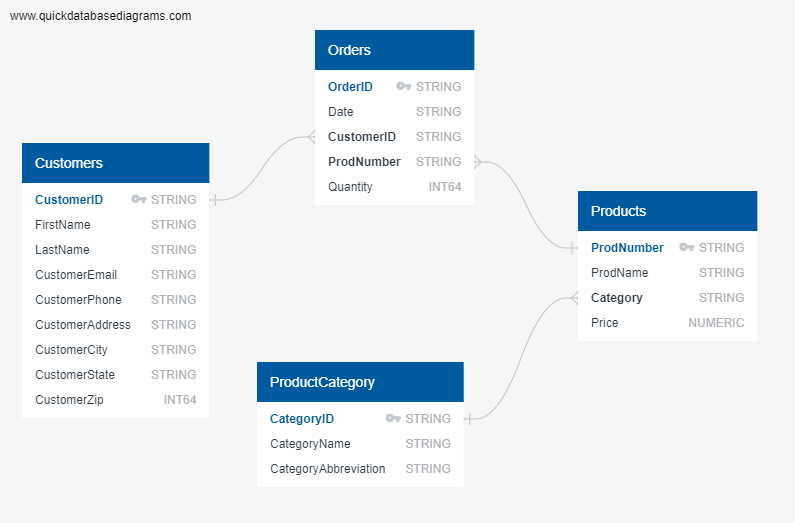 www.quickdatabasediagrams.com
Orders
OrderID STRING
Date STRING
CustomerID STRING
ProdNumber STRING
Quantity INT64
Customers
CustomerID STRING
FirstName STRING
LastName STRING
CustomerEmail STRING
CustomerPhone STRING
CustomerAddress STRING
CustomerCity STRING
CustomerState STRING
CustomerZip INT64
Products
ProdNumber STRING
ProdName STRING
Category STRING
Price NUMERIC
ProductCategory
CategoryID STRING
CategoryName STRING
CategoryAbbreviation STRING